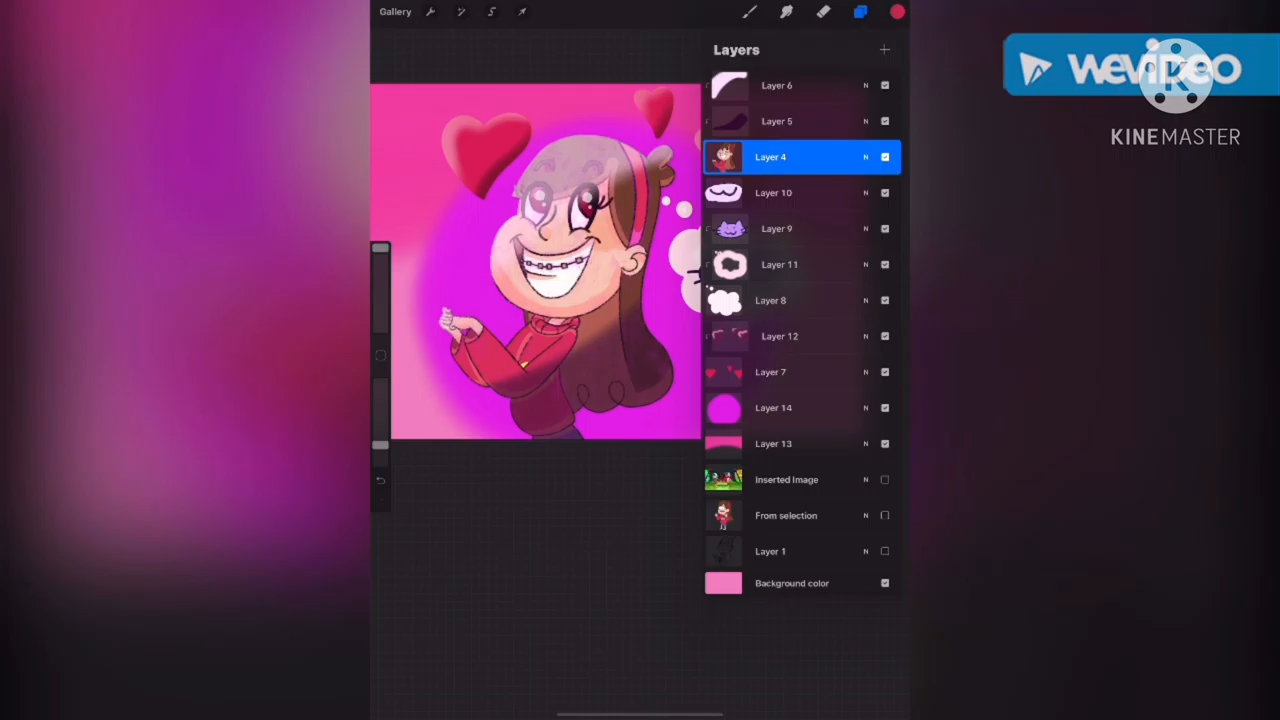 Gallery
Layers
Layer 6 N
Layer 5 N
Layer 4 N
Layer 10 N
Layer 9 N
Layer 11 N
Layer 8 N
Layer 12 N
Layer 7 N
Layer 14 N
Layer 13 N
Inserted Image N
From selection N
Layer 1 N
Background color
wevideo
K
KINEMASTER